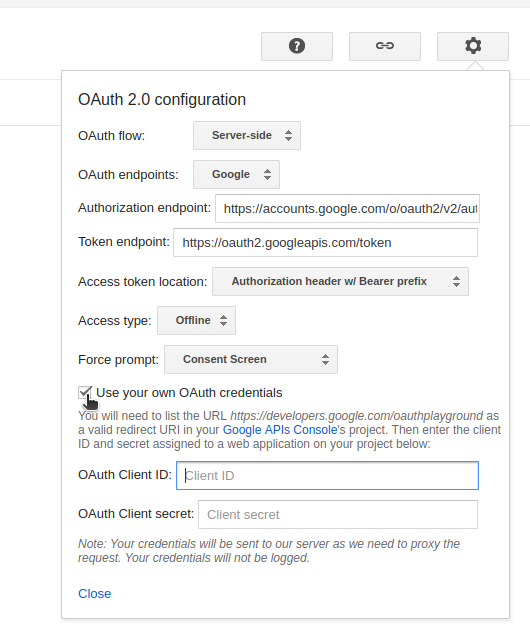 ?
OAuth 2.0 configuration
OAuth flow: Server-side
OAuth endpoints: Google
Authorization endpoint: https://accounts.google.com/o/oauth2/v2/aut
Token endpoint: https://oauth2.googleapis.com/token
Access token location: Authorization header w/ Bearer prefix
Access type: Offline
Force prompt: Consent Screen
Use your own OAuth credentials
You will need to list the URL https://developers.google.com/oauthplayground as
a valid redirect URI in your Google APIs Console's project. Then enter the client
ID and secret assigned to a web application on your project below:
OAuth Client ID: Client ID
OAuth Client secret: Client secret
Note: Your credentials will be sent to our server as we need to proxy the
request. Your credentials will not be logged.
Close